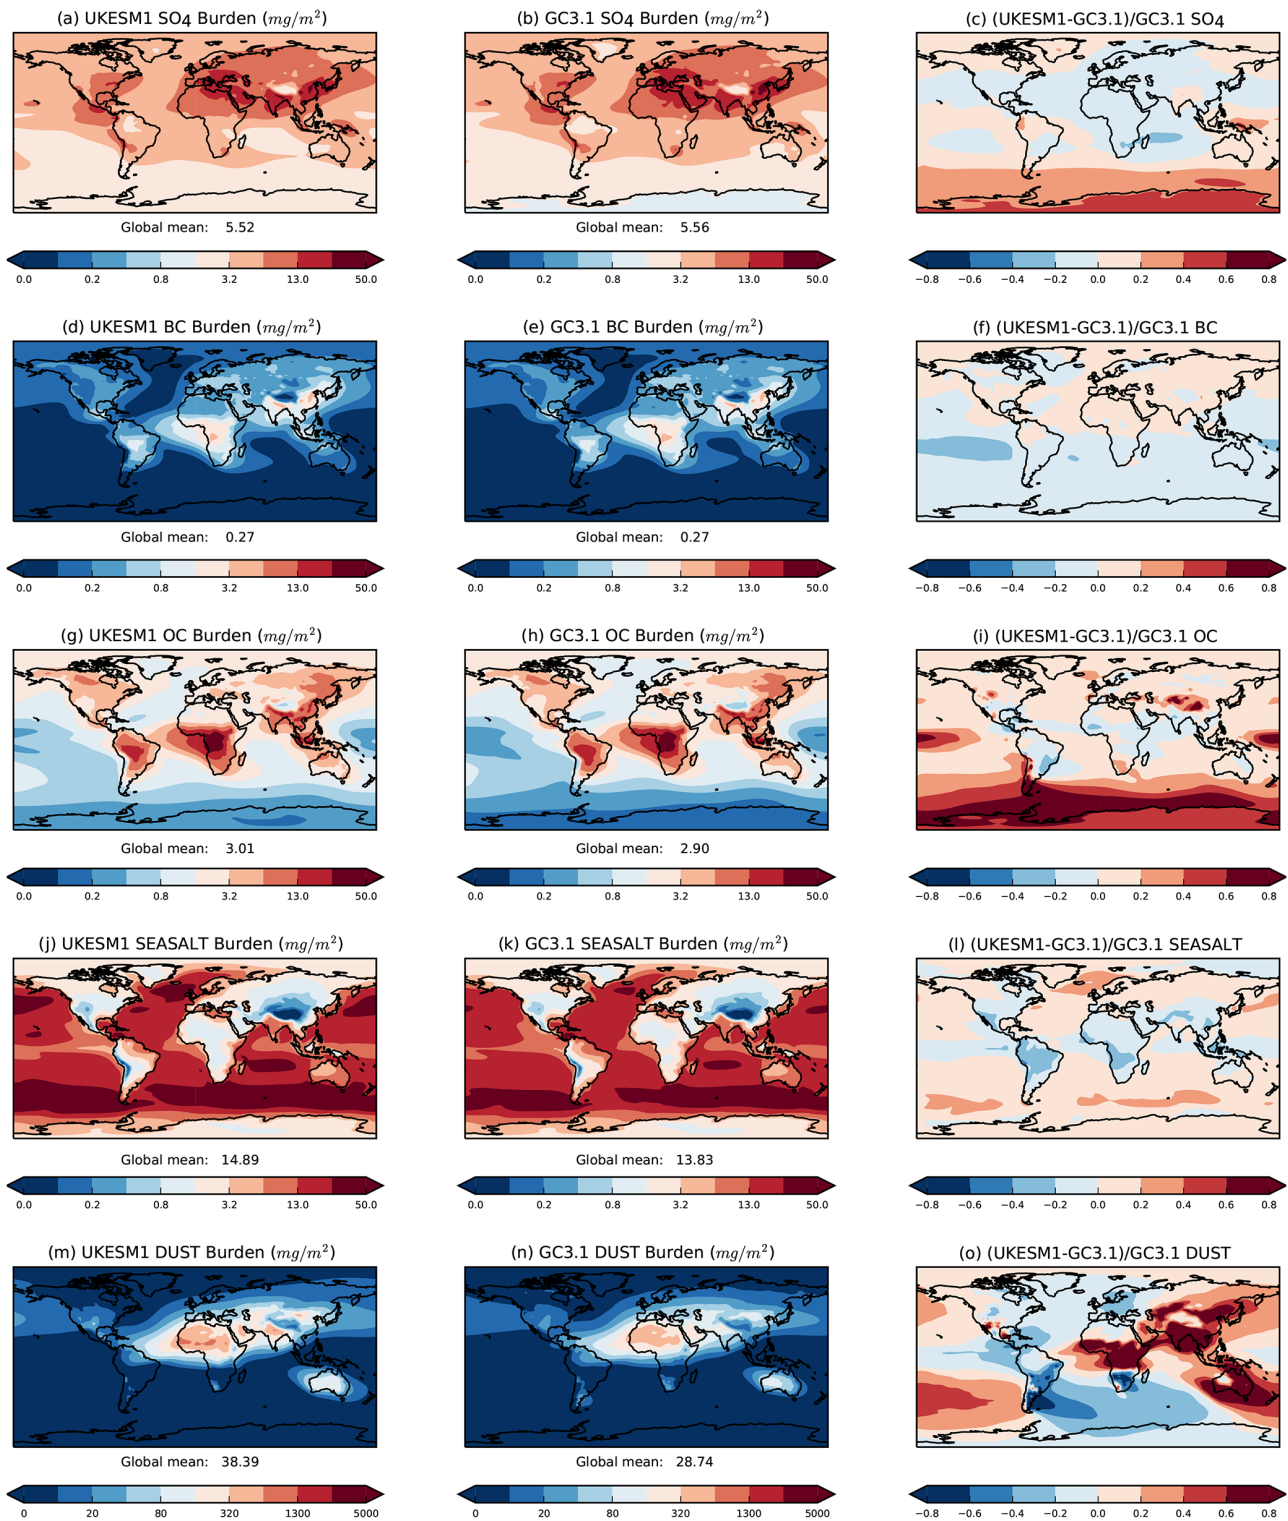 (a) UKESM1 SO4 Burden (mg/m²)
(b) GC3.1 SO4 Burden (mg/m²)
(c) (UKESM1-GC3.1)/GC3.1 SO4
Global mean: 5.52
Global mean: 5.56
0.0 0.2 0.8 3.2 13.0 50.0
0.0 0.2 0.8 3.2 13.0 50.0
−0.8 −0.6 −0.4 −0.2 0.0 0.2 0.4 0.6 0.8
(d) UKESM1 BC Burden (mg/m²)
(e) GC3.1 BC Burden (mg/m²)
(f) (UKESM1-GC3.1)/GC3.1 BC
Global mean: 0.27
Global mean: 0.27
0.0 0.2 0.8 3.2 13.0 50.0
0.0 0.2 0.8 3.2 13.0 50.0
−0.8 −0.6 −0.4 −0.2 0.0 0.2 0.4 0.6 0.8
(g) UKESM1 OC Burden (mg/m²)
(h) GC3.1 OC Burden (mg/m²)
(i) (UKESM1-GC3.1)/GC3.1 OC
Global mean: 3.01
Global mean: 2.90
0.0 0.2 0.8 3.2 13.0 50.0
0.0 0.2 0.8 3.2 13.0 50.0
−0.8 −0.6 −0.4 −0.2 0.0 0.2 0.4 0.6 0.8
(j) UKESM1 SEASALT Burden (mg/m²)
(k) GC3.1 SEASALT Burden (mg/m²)
(l) (UKESM1-GC3.1)/GC3.1 SEASALT
Global mean: 14.89
Global mean: 13.83
0.0 0.2 0.8 3.2 13.0 50.0
0.0 0.2 0.8 3.2 13.0 50.0
−0.8 −0.6 −0.4 −0.2 0.0 0.2 0.4 0.6 0.8
(m) UKESM1 DUST Burden (mg/m²)
(n) GC3.1 DUST Burden (mg/m²)
(o) (UKESM1-GC3.1)/GC3.1 DUST
Global mean: 38.39
Global mean: 28.74
0 20 80 320 1300 5000
0 20 80 320 1300 5000
−0.8 −0.6 −0.4 −0.2 0.0 0.2 0.4 0.6 0.8